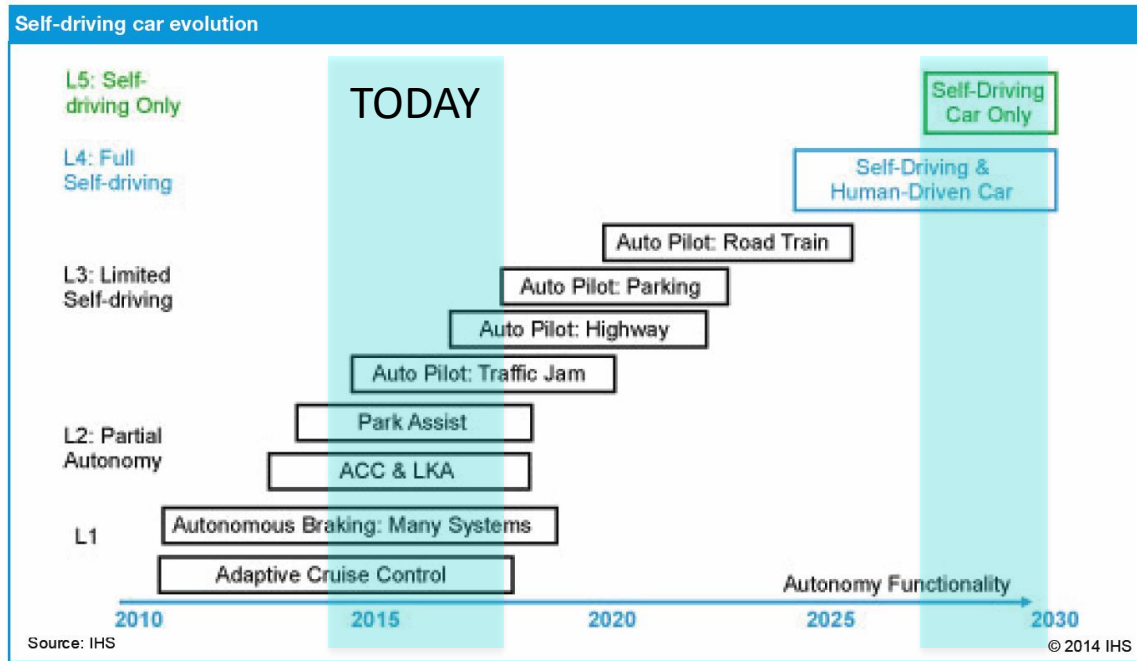 Self-driving car evolution
L5: Self-
driving Only
TODAY
Self-Driving
Car Only
L4: Full
Self-driving
Self-Driving &
Human-Driven Car
Auto Pilot: Road Train
L3: Limited
Self-driving
Auto Pilot: Parking
Auto Pilot: Highway
Auto Pilot: Traffic Jam
Park Assist
L2: Partial
Autonomy
ACC & LKA
L1
Autonomous Braking: Many Systems
Adaptive Cruise Control
Autonomy Functionality
2010 2015 2020 2025 2030
Source: IHS
© 2014 IHS